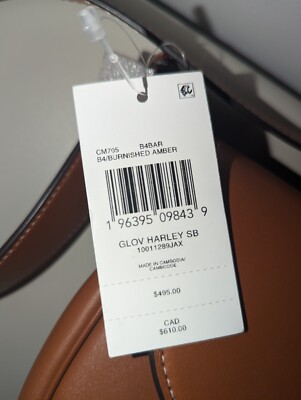 CM705 B4BAR
B4/BURNISHED AMBER
1 96395 09843 9
GLOV HARLEY SB
10011289JAX
MADE IN CAMBODIA/
CAMBODGE
$495.00
CAD
$610.00